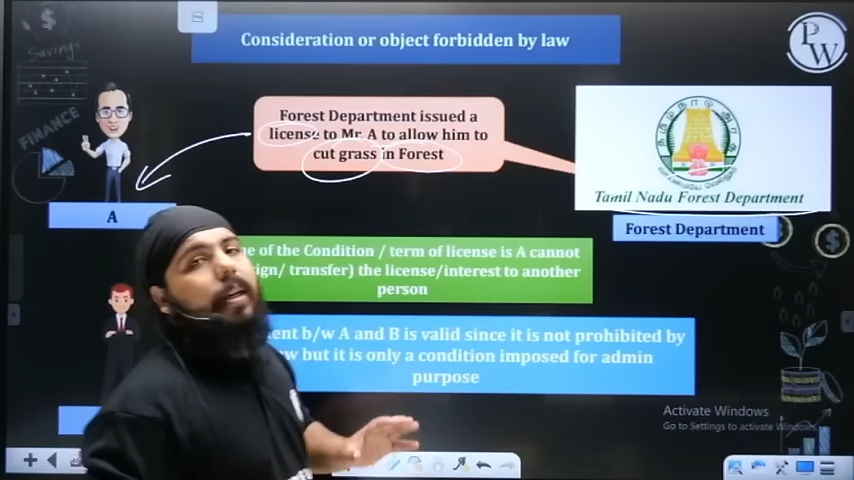 Savings
FINANCE
Consideration or object forbidden by law
P
W
Forest Department issued a
license to Mr. A to allow him to
cut grass in Forest
Tamil Nadu Forest Department
A
Forest Department
of the Condition / term of license is A cannot
transfer) the license/interest to another
person
b/w A and B is valid since it is not prohibited by
but it is only a condition imposed for admin
purpose
Activate Windows
Go to Settings to activate Windows.